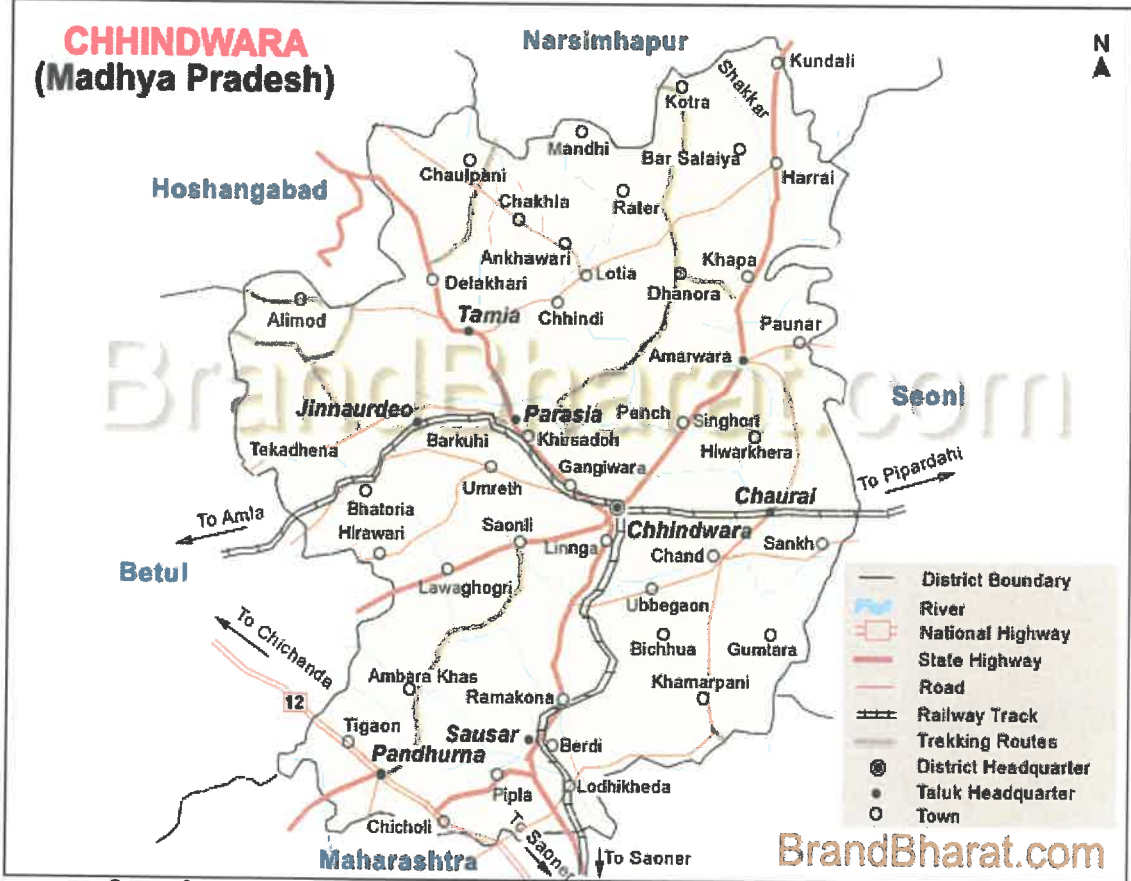 CHHINDWARA
(Madhya Pradesh)
Narsimhapur
N
Kundali
Shakkar
Kotra
Mandhi
Bar Salaiya
Harrai
Chaulpani
Hoshangabad
Chakhla
Rater
Ankhawari
Khapa
Delakhari
Lotia
Dhanora
Alimod
Tamia
Chhindi
Paunar
Amarwara
BrandBharat.com
Seoni
Jinnaurdeo
Parasia
Panch
Singhori
Tekadhena
Barkuhi
Khirsadoh
Hiwarkhera
Gangiwara
Umreth
To Pipardahi
Chaurai
Bhatoria
To Amla
Hirawari
Saonli
Chhindwara
Linnga
Chand
Sankh
Betul
Lawaghogri
Ubbegaon
To Chichanda
Bichhua
Gumtara
Ambara Khas
Ramakona
Khamarpani
12
Tigaon
Sausar
Berdi
Pandhurna
Pipla
Lodhikheda
Chicholi
To Saoner
To Saoner
Maharashtra
District Boundary
River
National Highway
State Highway
Road
Railway Track
Trekking Routes
District Headquarter
Taluk Headquarter
Town
BrandBharat.com